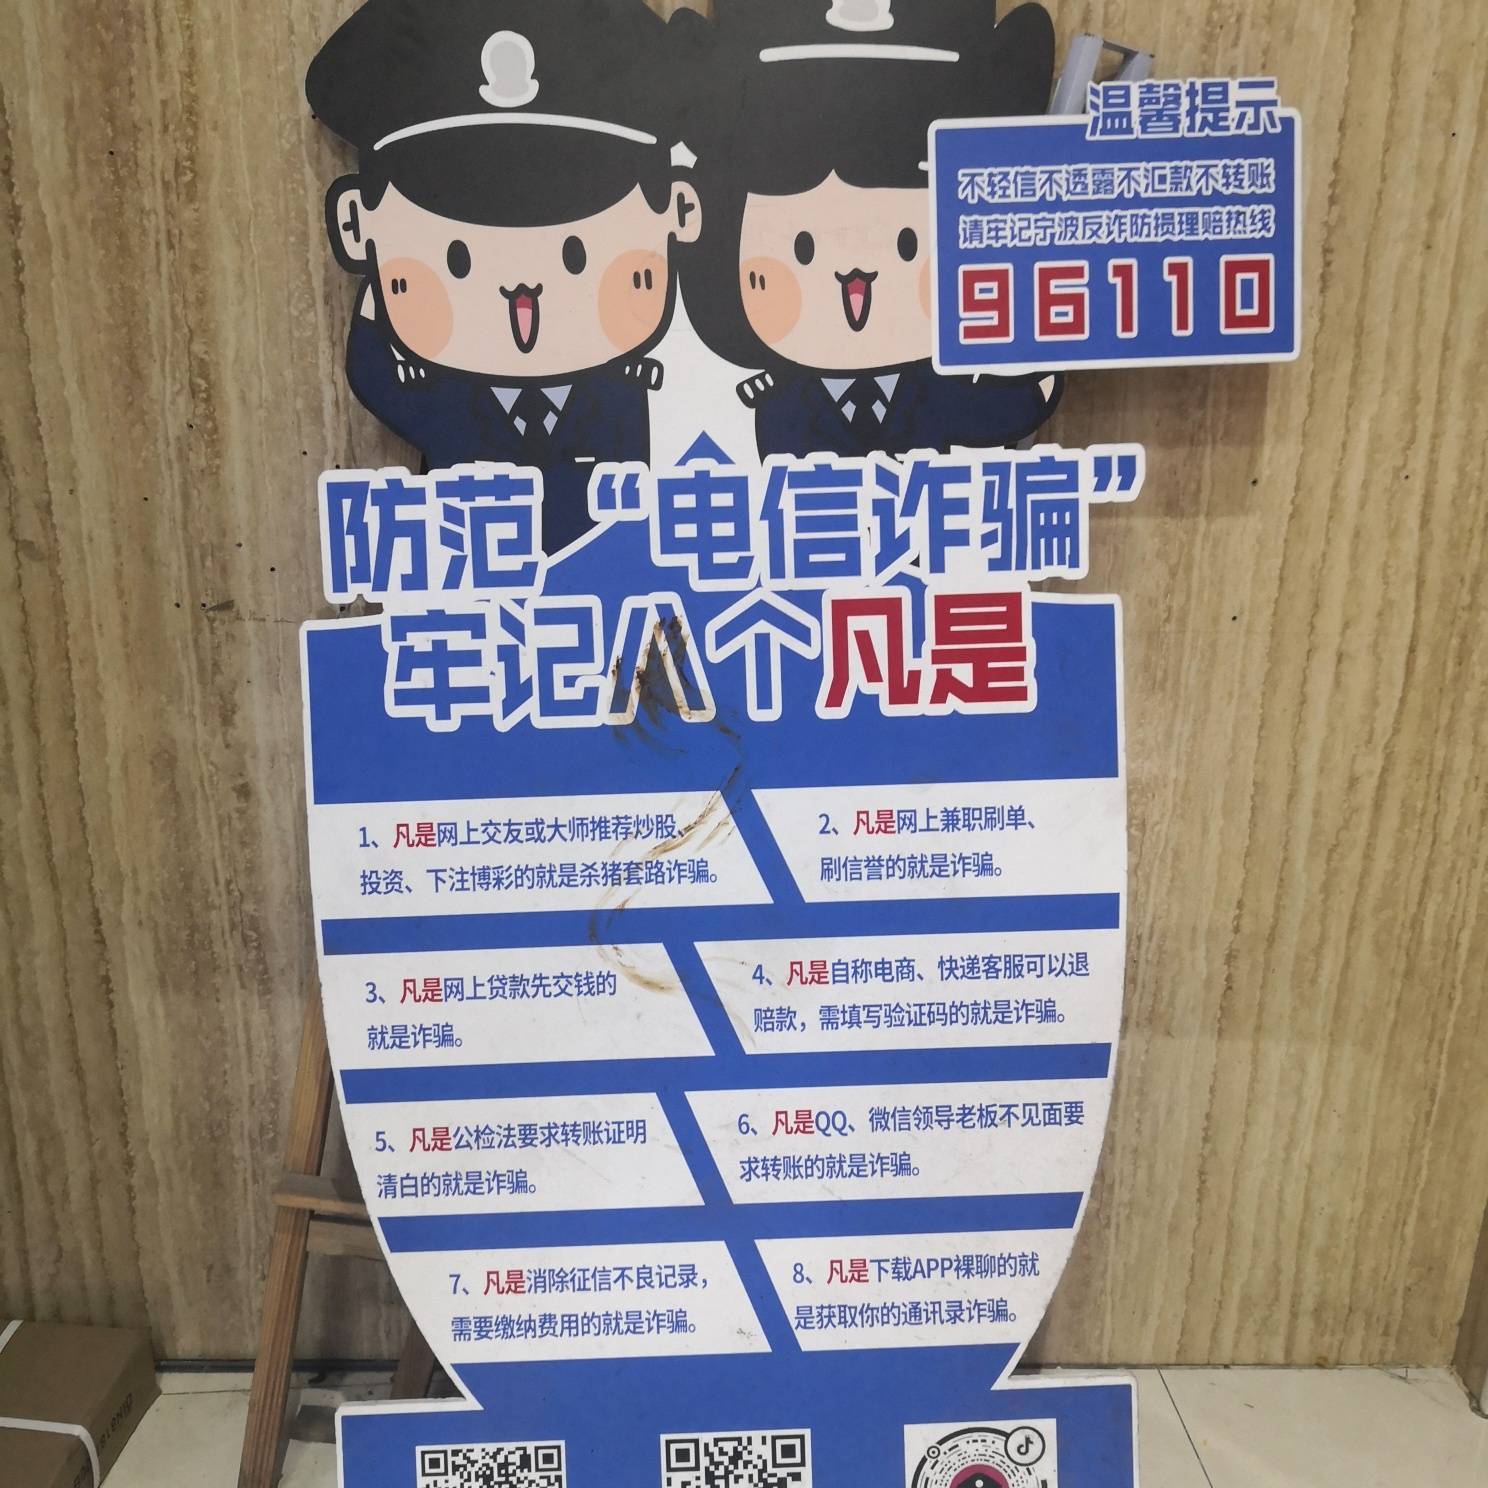 温馨提示
不轻信不透露不汇款不转账
请牢记宁波反诈防损理赔热线
96110
防范“电信诈骗”
牢记八个凡是
1、凡是网上交友或大师推荐炒股、
投资、下注博彩的就是杀猪套路诈骗。
2、凡是网上兼职刷单、
刷信誉的就是诈骗。
3、凡是网上贷款先交钱的
就是诈骗。
4、凡是自称电商、快递客服可以退
赔款，需填写验证码的就是诈骗。
5、凡是公检法要求转账证明
清白的就是诈骗。
6、凡是QQ、微信领导老板不见面要
求转账的就是诈骗。
7、凡是消除征信不良记录，
需要缴纳费用的就是诈骗。
8、凡是下载APP裸聊的就
是获取你的通讯录诈骗。